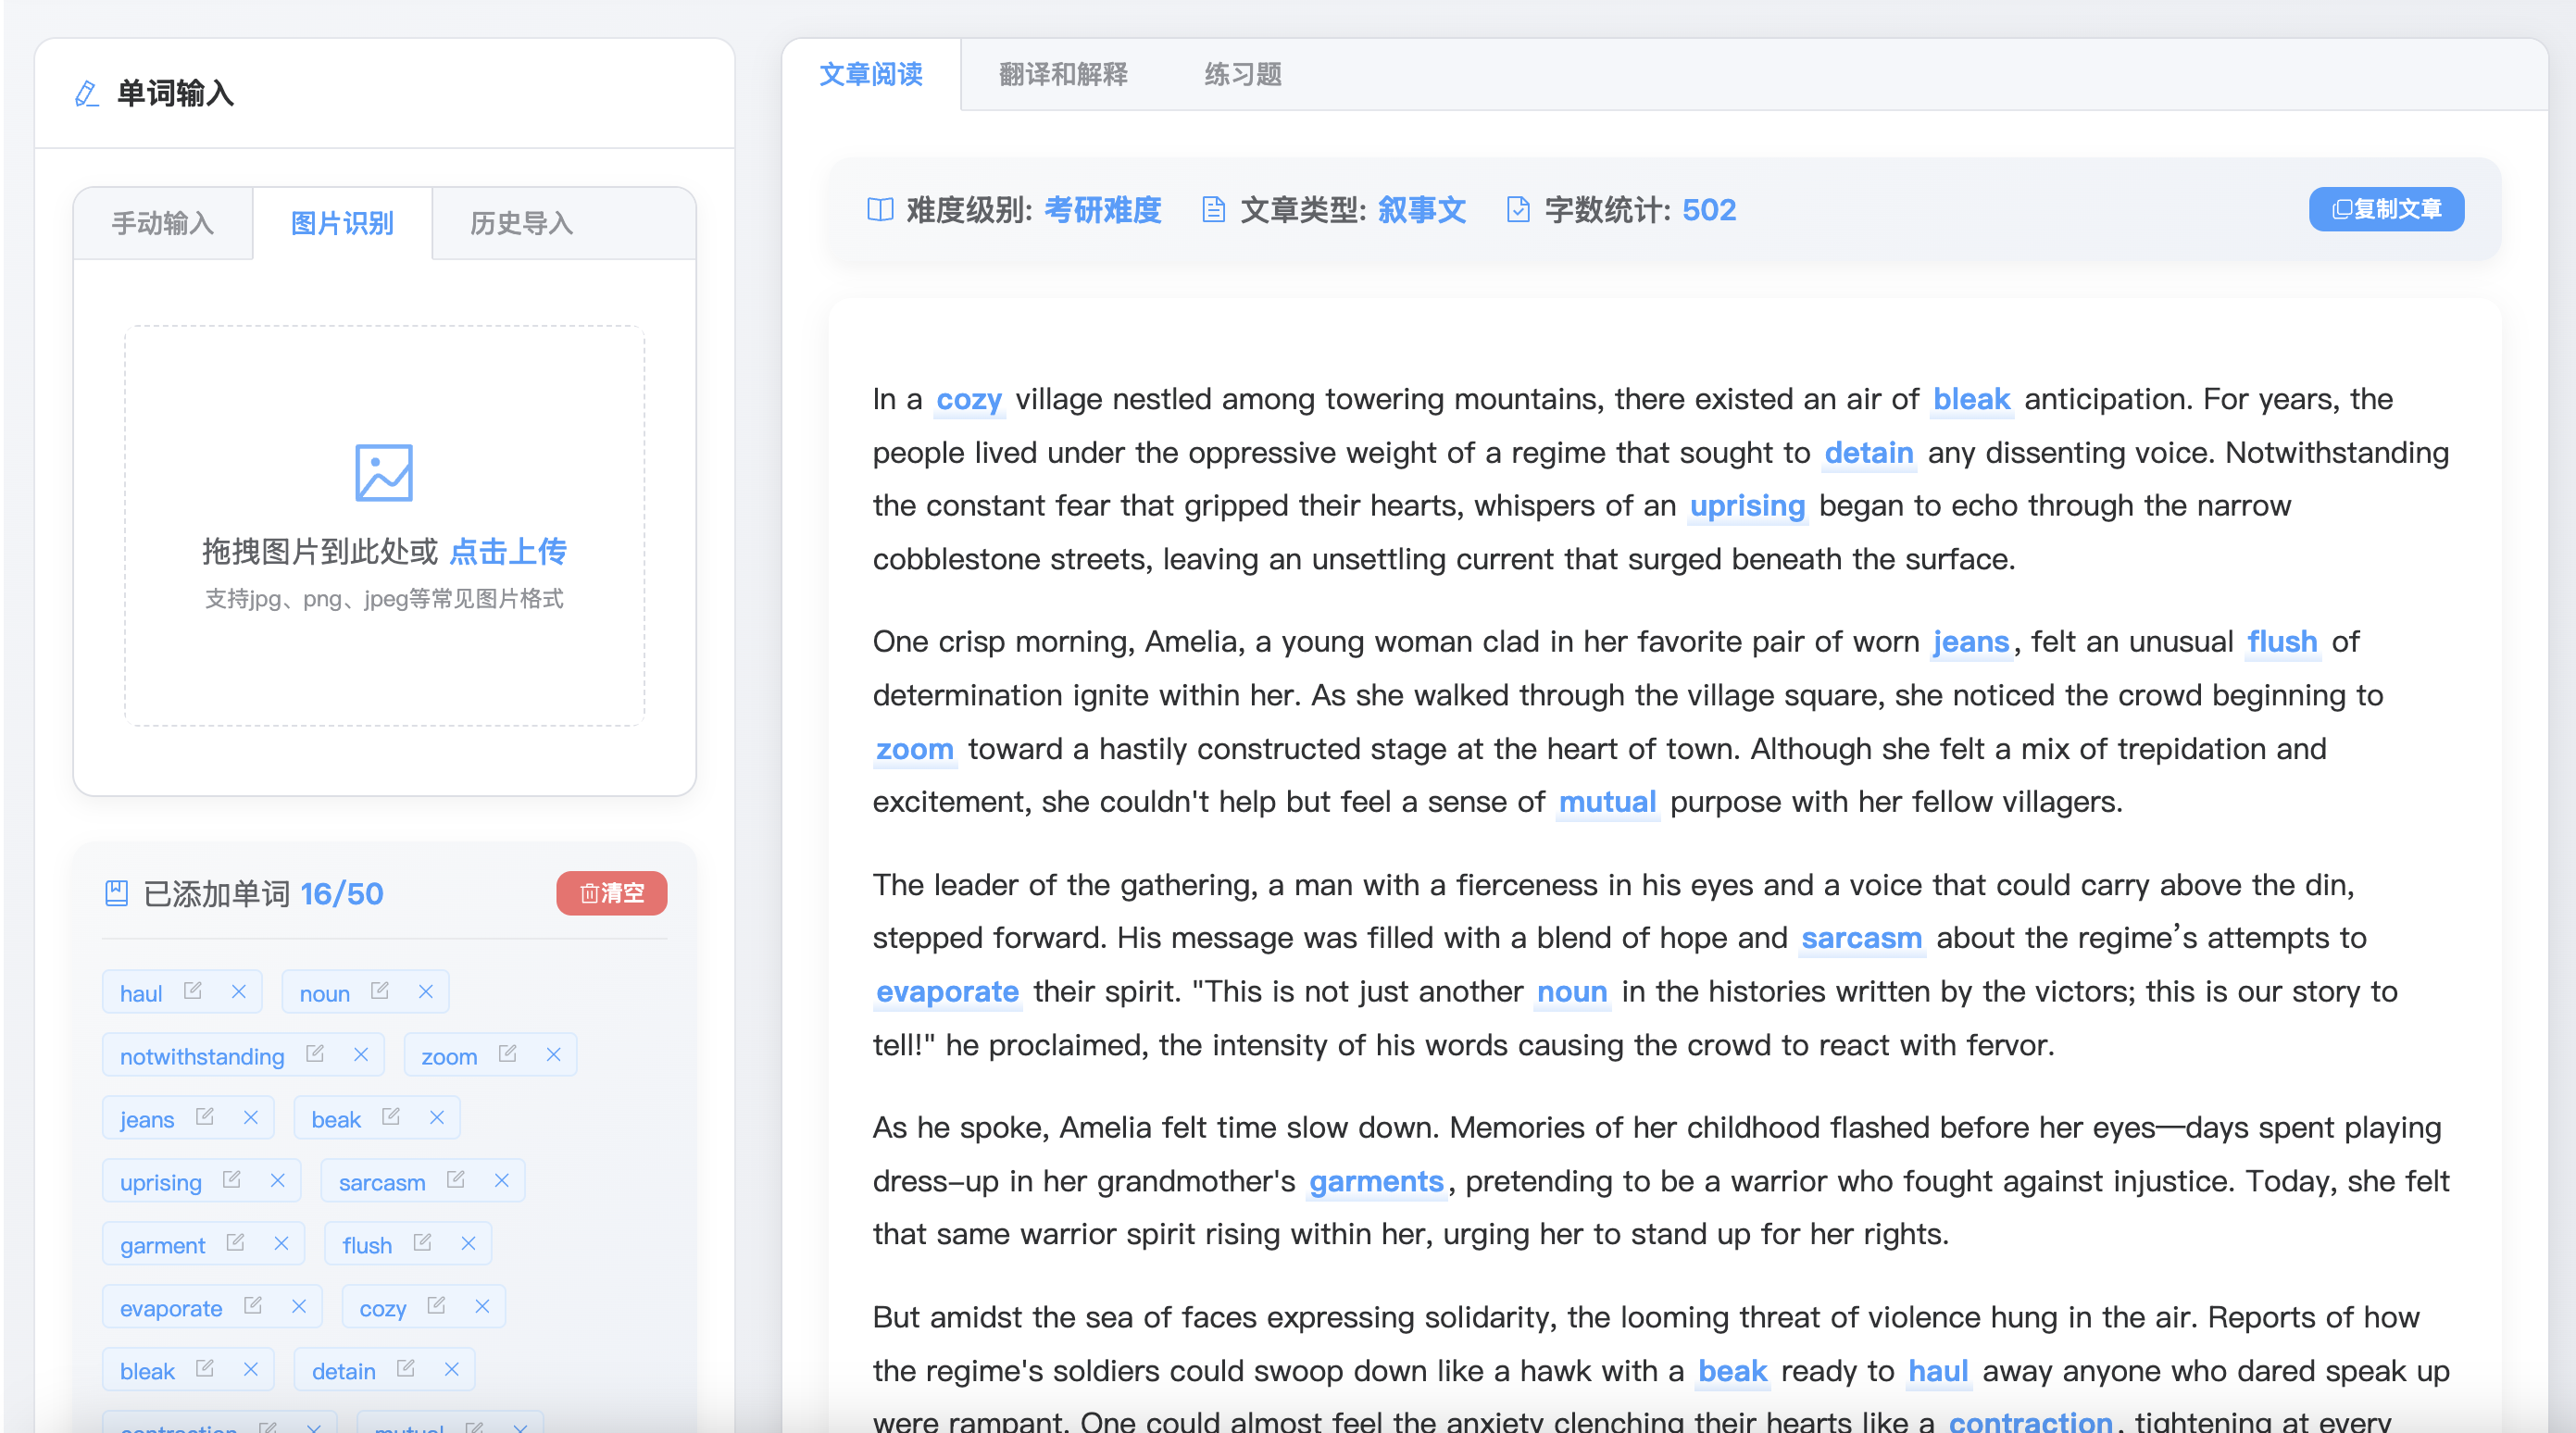 单词输入
手动输入
图片识别
历史导入
拖拽图片到此处或 点击上传
支持jpg、png、jpeg等常见图片格式
已添加单词 16/50
清空
haul
noun
notwithstanding
zoom
jeans
beak
uprising
sarcasm
garment
flush
evaporate
cozy
bleak
detain
contraction
mutual
文章阅读
翻译和解释
练习题
难度级别: 考研难度
文章类型: 叙事文
字数统计: 502
复制文章
In a cozy village nestled among towering mountains, there existed an air of bleak anticipation. For years, the
people lived under the oppressive weight of a regime that sought to detain any dissenting voice. Notwithstanding
the constant fear that gripped their hearts, whispers of an uprising began to echo through the narrow
cobblestone streets, leaving an unsettling current that surged beneath the surface.
One crisp morning, Amelia, a young woman clad in her favorite pair of worn jeans, felt an unusual flush of
determination ignite within her. As she walked through the village square, she noticed the crowd beginning to
zoom toward a hastily constructed stage at the heart of town. Although she felt a mix of trepidation and
excitement, she couldn't help but feel a sense of mutual purpose with her fellow villagers.
The leader of the gathering, a man with a fierceness in his eyes and a voice that could carry above the din,
stepped forward. His message was filled with a blend of hope and sarcasm about the regime’s attempts to
evaporate their spirit. "This is not just another noun in the histories written by the victors; this is our story to
tell!" he proclaimed, the intensity of his words causing the crowd to react with fervor.
As he spoke, Amelia felt time slow down. Memories of her childhood flashed before her eyes—days spent playing
dress-up in her grandmother's garments, pretending to be a warrior who fought against injustice. Today, she felt
that same warrior spirit rising within her, urging her to stand up for her rights.
But amidst the sea of faces expressing solidarity, the looming threat of violence hung in the air. Reports of how
the regime's soldiers could swoop down like a hawk with a beak ready to haul away anyone who dared speak up
were rampant. One could almost feel the anxiety clenching their hearts like a contraction, tightening at every